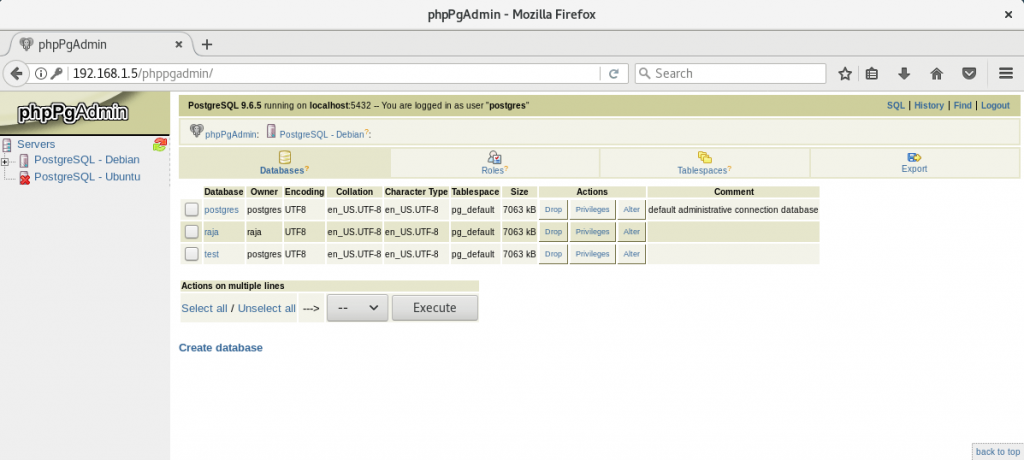 phpPgAdmin - Mozilla Firefox
phpPgAdmin
192.168.1.5/phppgadmin/
Search
phpPgAdmin
PostgreSQL 9.6.5 running on localhost:5432 -- You are logged in as user "postgres"
SQL | History | Find | Logout
Servers
PostgreSQL - Debian
PostgreSQL - Ubuntu
phpPgAdmin: PostgreSQL - Debian?:
Databases? Roles? Tablespaces? Export
Database Owner Encoding Collation Character Type Tablespace Size Actions Comment
postgres postgres UTF8 en_US.UTF-8 en_US.UTF-8 pg_default 7063 kB Drop Privileges Alter default administrative connection database
raja raja UTF8 en_US.UTF-8 en_US.UTF-8 pg_default 7063 kB Drop Privileges Alter
test postgres UTF8 en_US.UTF-8 en_US.UTF-8 pg_default 7063 kB Drop Privileges Alter
Actions on multiple lines
Select all / Unselect all ---> -- Execute
Create database
back to top